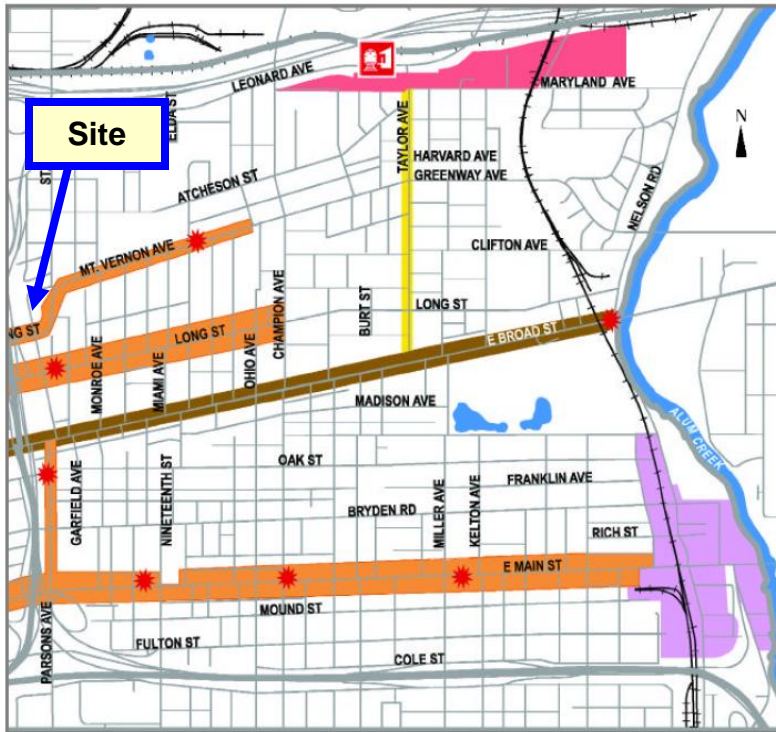 LEONARD AVE
MARYLAND AVE
Site
ELDA ST
ST
TAYLOR AVE
N
HARVARD AVE
GREENWAY AVE
ATCHESON ST
NELSON RD
MT. VERNON AVE
CLIFTON AVE
NG ST
LONG ST
CHAMPION AVE
BURT ST
LONG ST
E BROAD ST
MONROE AVE
MIAMI AVE
OHIO AVE
MADISON AVE
ALUM CREEK
OAK ST
GARFIELD AVE
NINETEENTH ST
FRANKLIN AVE
BRYDEN RD
MILLER AVE
KELTON AVE
RICH ST
E MAIN ST
MOUND ST
PARSONS AVE
FULTON ST
COLE ST